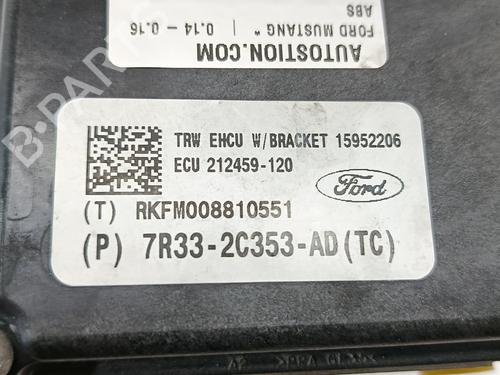 AUTOSTION.COM
FORD MUSTANG" | 0.14 - 0.16
ABS
TRW EHCU W/BRACKET 15952206
ECU 212459-120
Ford
(T) RKFM008810551
(P) 7R33-2C353-AD(TC)
B-PARTS